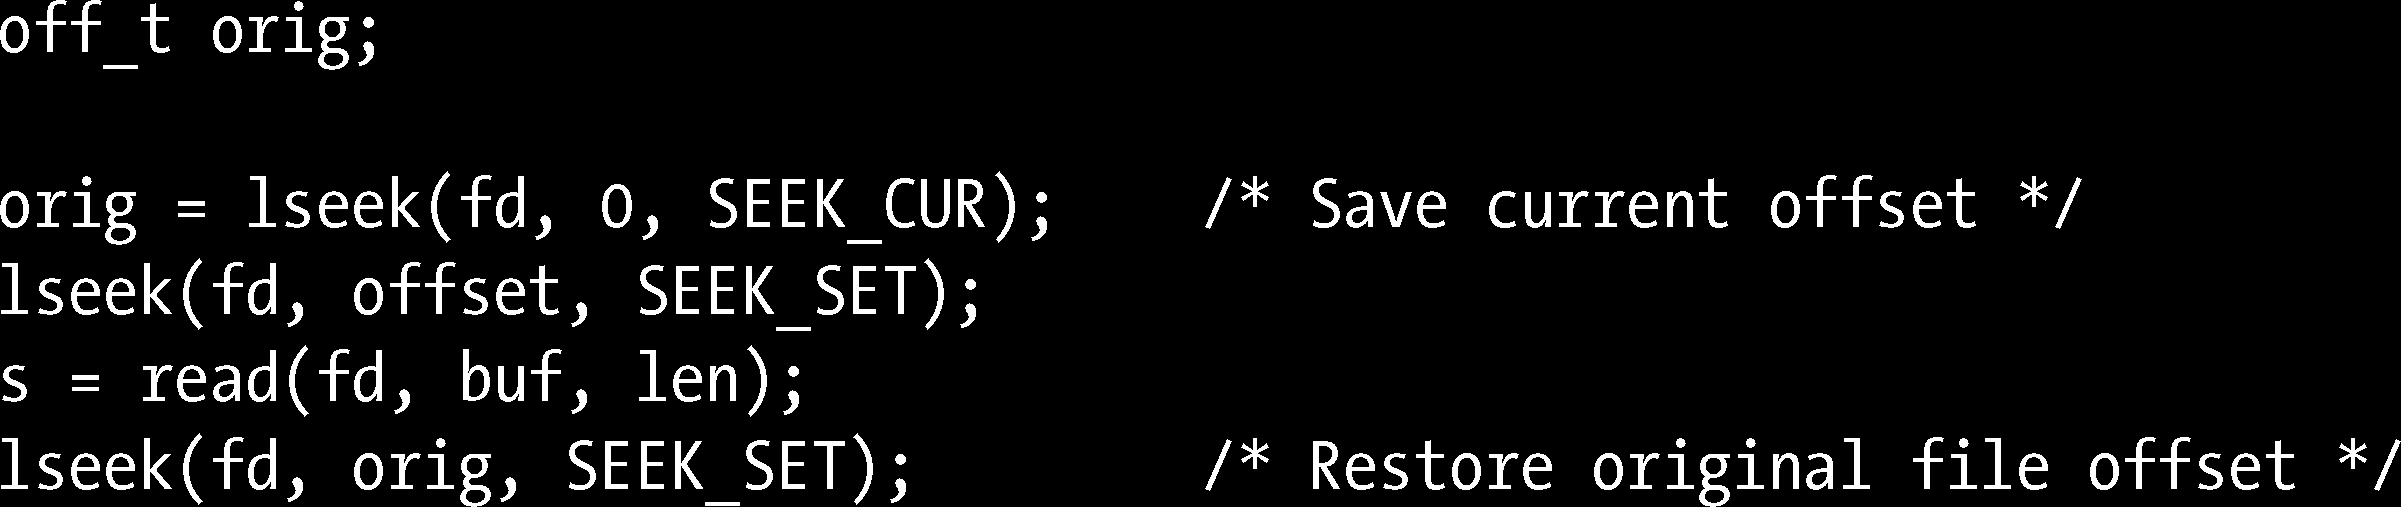 off_t orig;

orig = lseek(fd, 0, SEEK_CUR);    /* Save current offset */
lseek(fd, offset, SEEK_SET);
s = read(fd, buf, len);
lseek(fd, orig, SEEK_SET);        /* Restore original file offset */